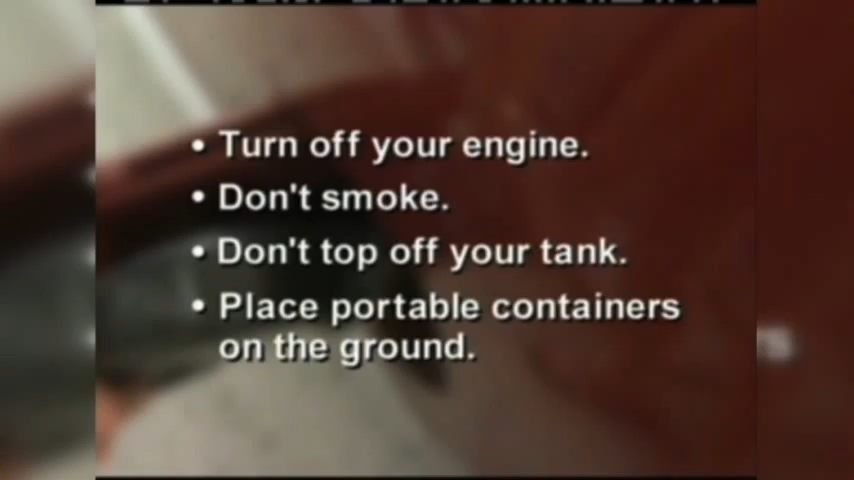 • Turn off your engine.
• Don't smoke.
• Don't top off your tank.
• Place portable containers
on the ground.